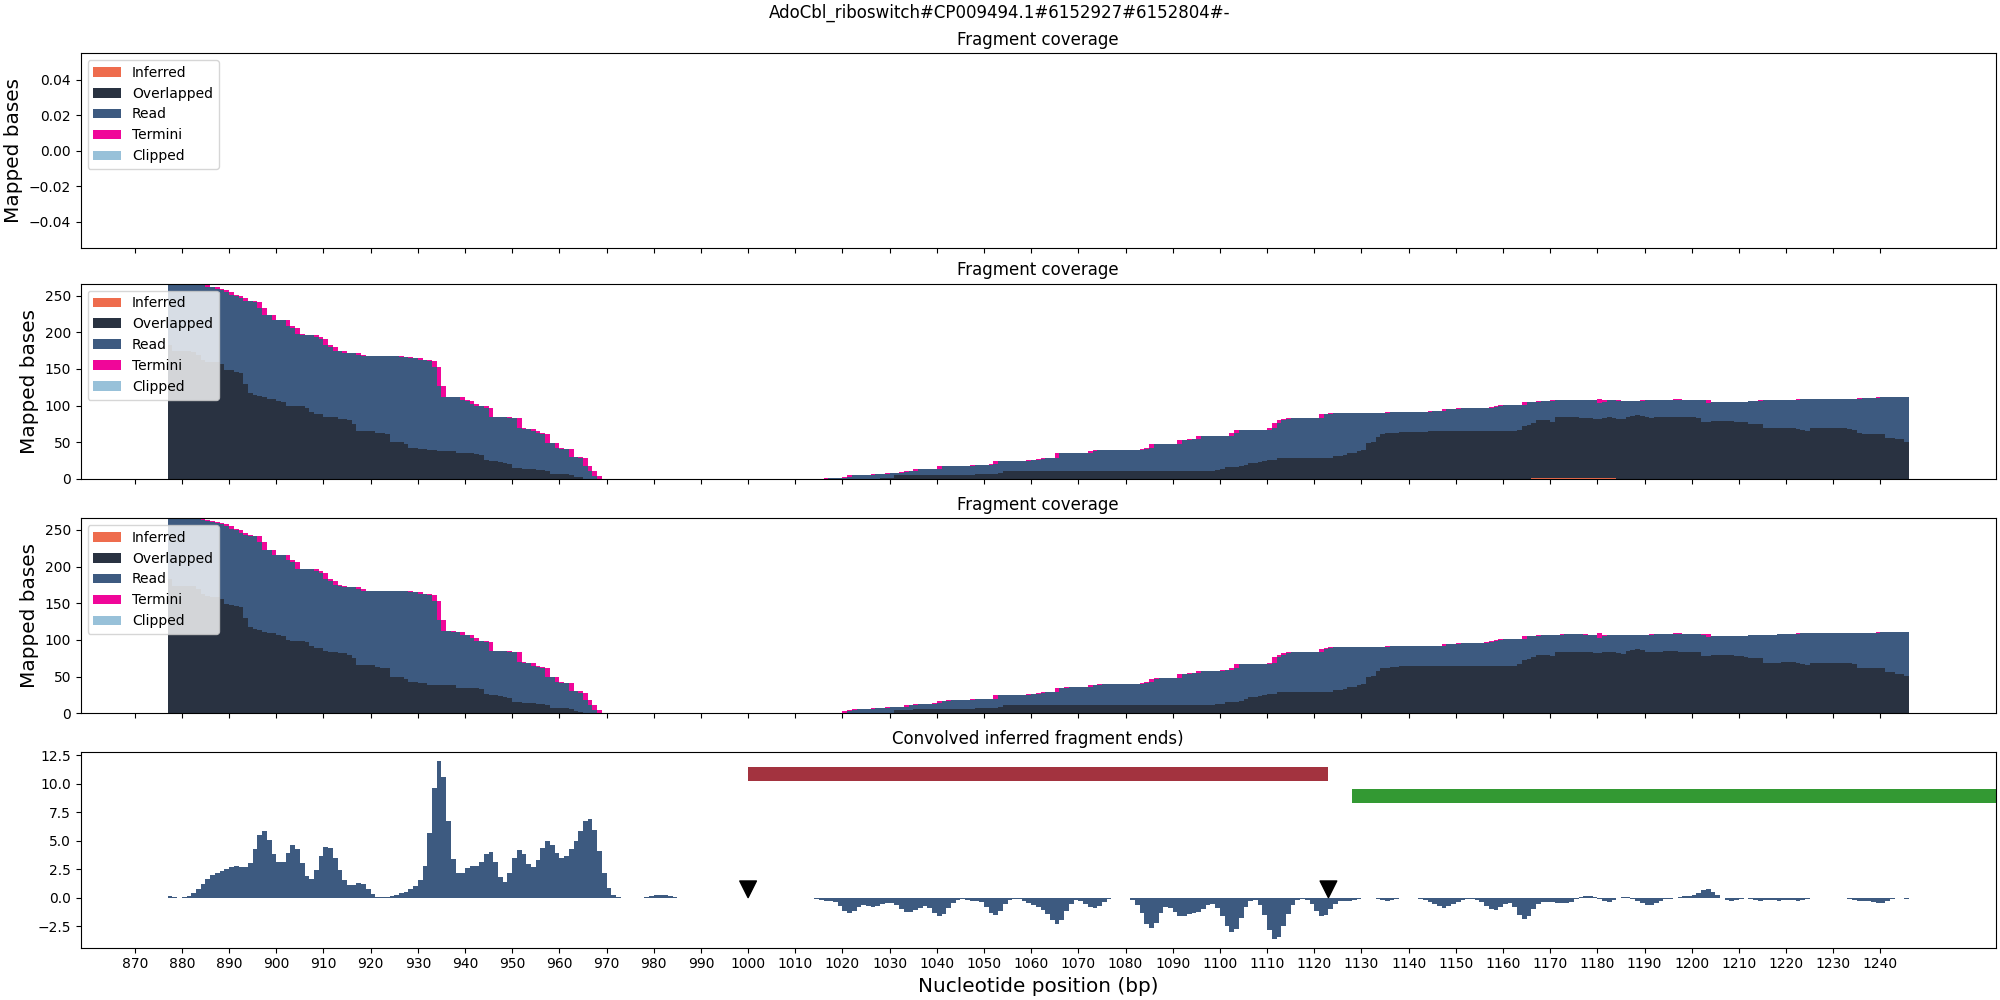 AdoCbl_riboswitch#CP009494.1#6152927#6152804#-
Fragment coverage
Mapped bases
0.04
0.02
0.00
−0.02
−0.04
Inferred
Overlapped
Read
Termini
Clipped
Fragment coverage
Mapped bases
250
200
150
100
50
0
Inferred
Overlapped
Read
Termini
Clipped
Fragment coverage
Mapped bases
250
200
150
100
50
0
Inferred
Overlapped
Read
Termini
Clipped
Convolved inferred fragment ends)
12.5
10.0
7.5
5.0
2.5
0.0
−2.5
870 880 890 900 910 920 930 940 950 960 970 980 990 1000 1010 1020 1030 1040 1050 1060 1070 1080 1090 1100 1110 1120 1130 1140 1150 1160 1170 1180 1190 1200 1210 1220 1230 1240
Nucleotide position (bp)